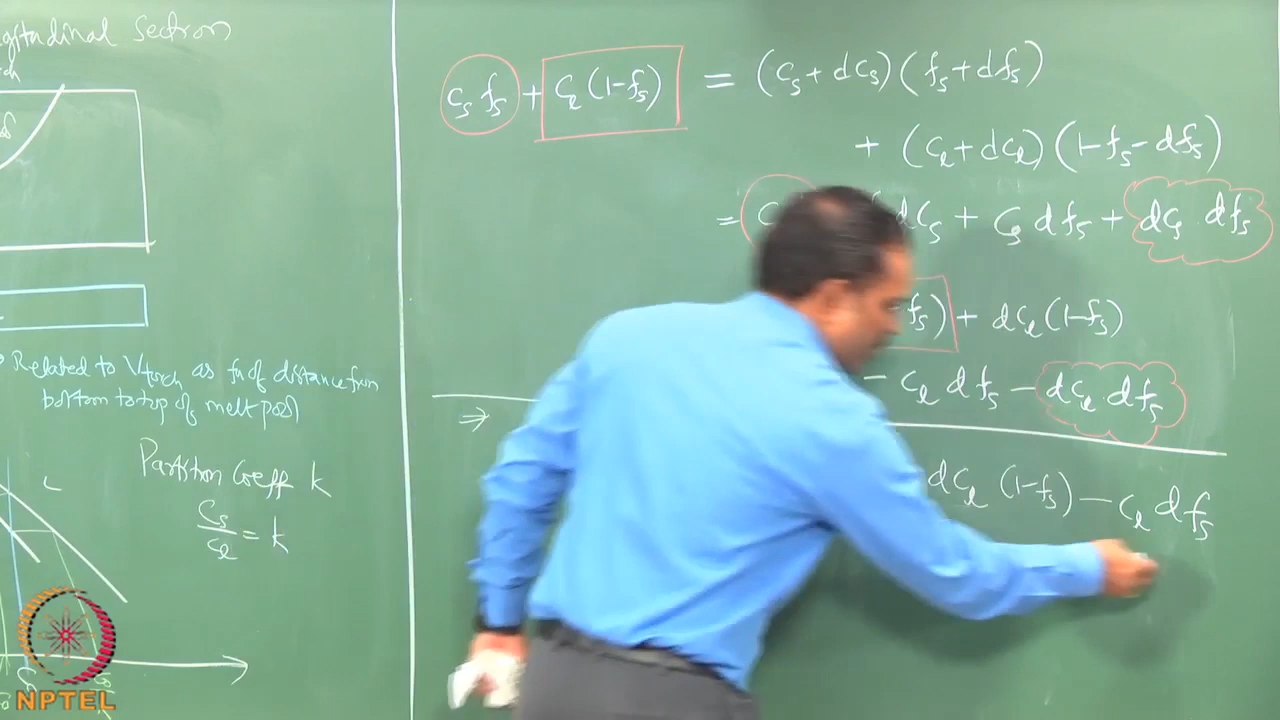 Longitudinal Section
Related to Vtorch as fn of distance from
bottom to top of melt pool
Partition Coeff k
L
Cs/Cl = k
Cs fs + Cl (1-fs) = (Cs + dCs)(fs + dfs)
+ (Cl + dCl)(1-fs-dfs)
= dCs + Cs dfs + dCs dfs
fs) + dCl (1-fs)
- Cl dfs - dCl dfs
⇒ dCl (1-fs) - Cl dfs
NPTEL